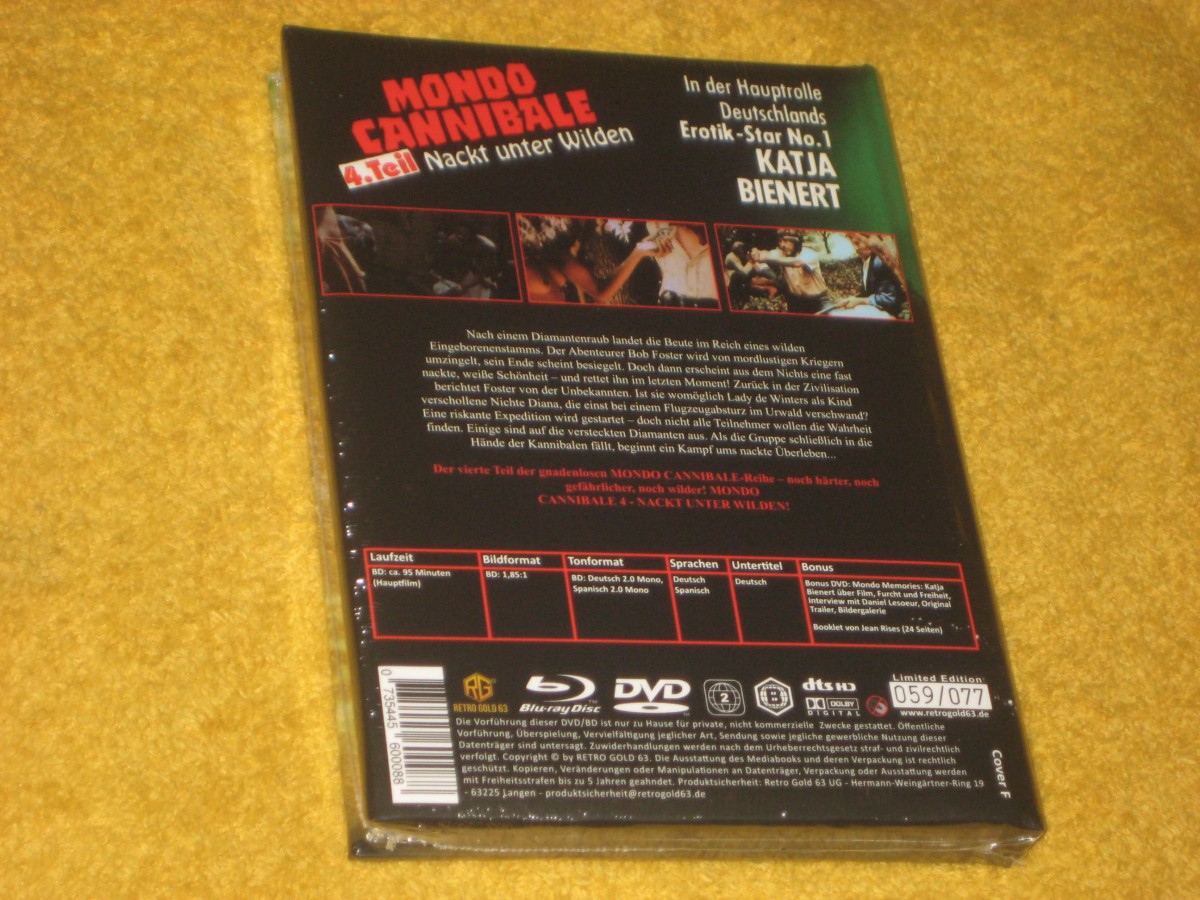 MONDO
CANNIBALE
4.Teil Nackt unter Wilden
In der Hauptrolle
Deutschlands
Erotik-Star No.1
KATJA
BIENERT
Nach einem Diamantenraub landet die Beute im Reich eines wilden
Eingeborenenstamms. Der Abenteurer Bob Foster wird von mordlustigen Kriegern
umzingelt, sein Ende scheint besiegelt. Doch dann erscheint aus dem Nichts eine fast
nackte, weiße Schönheit – und rettet ihn im letzten Moment! Zurück in der Zivilisation
berichtet Foster von der Unbekannten. Ist sie womöglich Lady de Winters als Kind
verschollene Nichte Diana, die einst bei einem Flugzeugabsturz im Urwald verschwand?
Eine riskante Expedition wird gestartet – doch nicht alle Teilnehmer wollen die Wahrheit
finden. Einige sind auf die versteckten Diamanten aus. Als die Gruppe schließlich in die
Hände der Kannibalen fällt, beginnt ein Kampf ums nackte Überleben...
Der vierte Teil der gnadenlosen MONDO CANNIBALE-Reihe – noch härter, noch
gefährlicher, noch wilder! MONDO
CANNIBALE 4 - NACKT UNTER WILDEN!
Laufzeit
BD: ca. 95 Minuten
(Hauptfilm)
Bildformat
BD: 1,85:1
Tonformat
BD: Deutsch 2.0 Mono,
Spanisch 2.0 Mono
Sprachen
Deutsch
Spanisch
Untertitel
Deutsch
Bonus
Bonus DVD: Mondo Memories: Katja
Bienert über Film, Furcht und Freiheit,
Interview mit Daniel Lesoeur, Original
Trailer, Bildergalerie
Booklet von Jean Rises (24 Seiten)
0 735445 600088
RG
RETRO GOLD 63
Blu-ray Disc
DVD
2
dts HD
DOLBY
DIGITAL
Limited Edition
059/077
www.retrogold63.de
Die Vorführung dieser DVD/BD ist nur zu Hause für private, nicht kommerzielle Zwecke gestattet. Öffentliche
Vorführung, Überspielung, Vervielfältigung jeglicher Art, Sendung sowie jegliche gewerbliche Nutzung dieser
Datenträger sind untersagt. Zuwiderhandlungen werden nach dem Urheberrechtsgesetz straf- und zivilrechtlich
verfolgt. Copyright © by RETRO GOLD 63. Die Ausstattung des Mediabooks und deren Verpackung ist rechtlich
geschützt. Kopieren, Veränderungen oder Manipulationen an Datenträger, Verpackung oder Ausstattung werden
mit Freiheitsstrafen bis zu 5 Jahren geahndet. Produktsicherheit: Retro Gold 63 UG - Hermann-Weingärtner-Ring 19
- 63225 Langen - produktsicherheit@retrogold63.de
Cover F